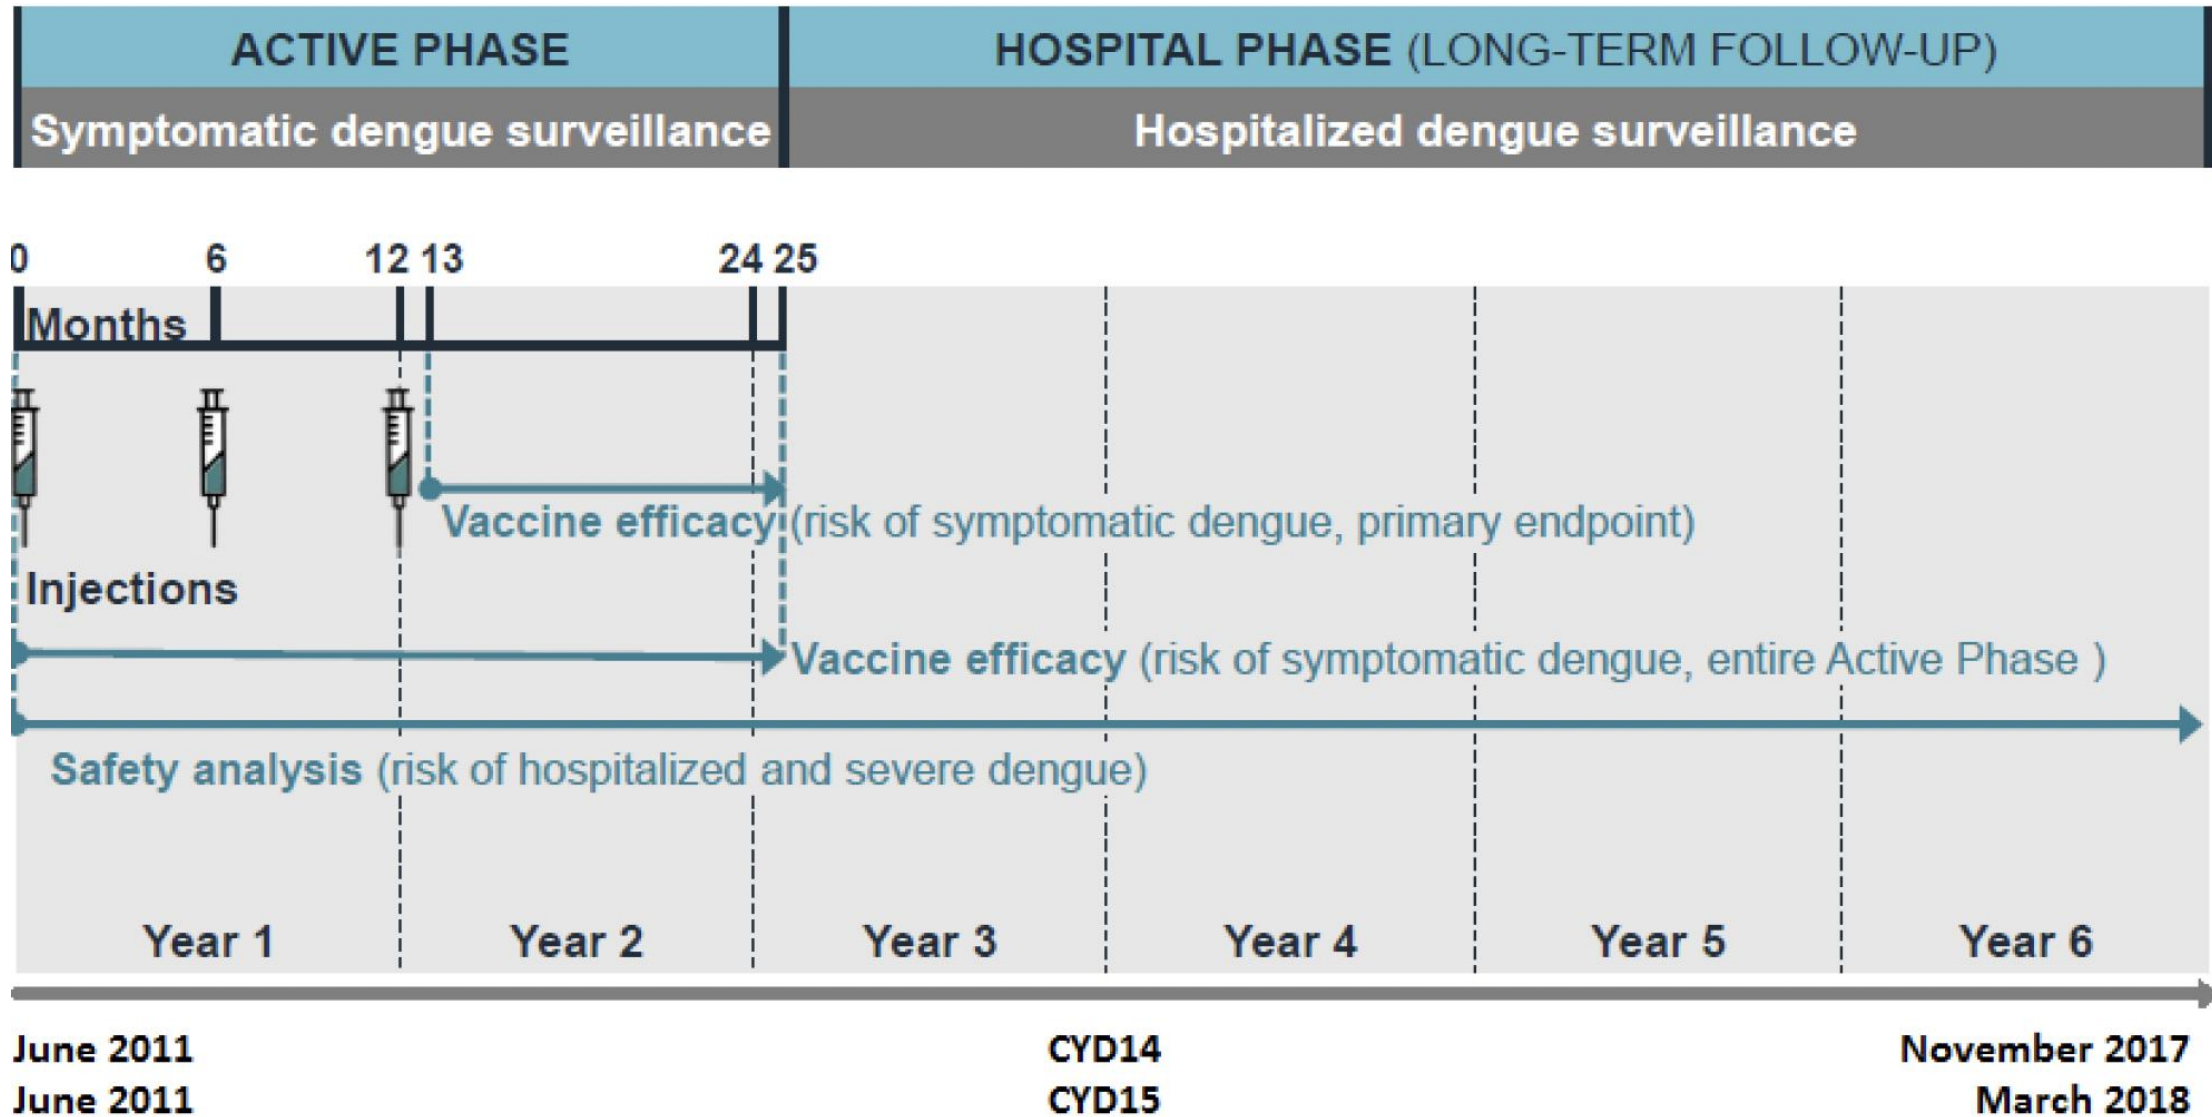 ACTIVE PHASE
HOSPITAL PHASE (LONG-TERM FOLLOW-UP)
Symptomatic dengue surveillance
Hospitalized dengue surveillance
0 6 12 13 24 25
Months
Vaccine efficacy (risk of symptomatic dengue, primary endpoint)
Injections
Vaccine efficacy (risk of symptomatic dengue, entire Active Phase )
Safety analysis (risk of hospitalized and severe dengue)
Year 1 Year 2 Year 3 Year 4 Year 5 Year 6
June 2011 CYD14 November 2017
June 2011 CYD15 March 2018